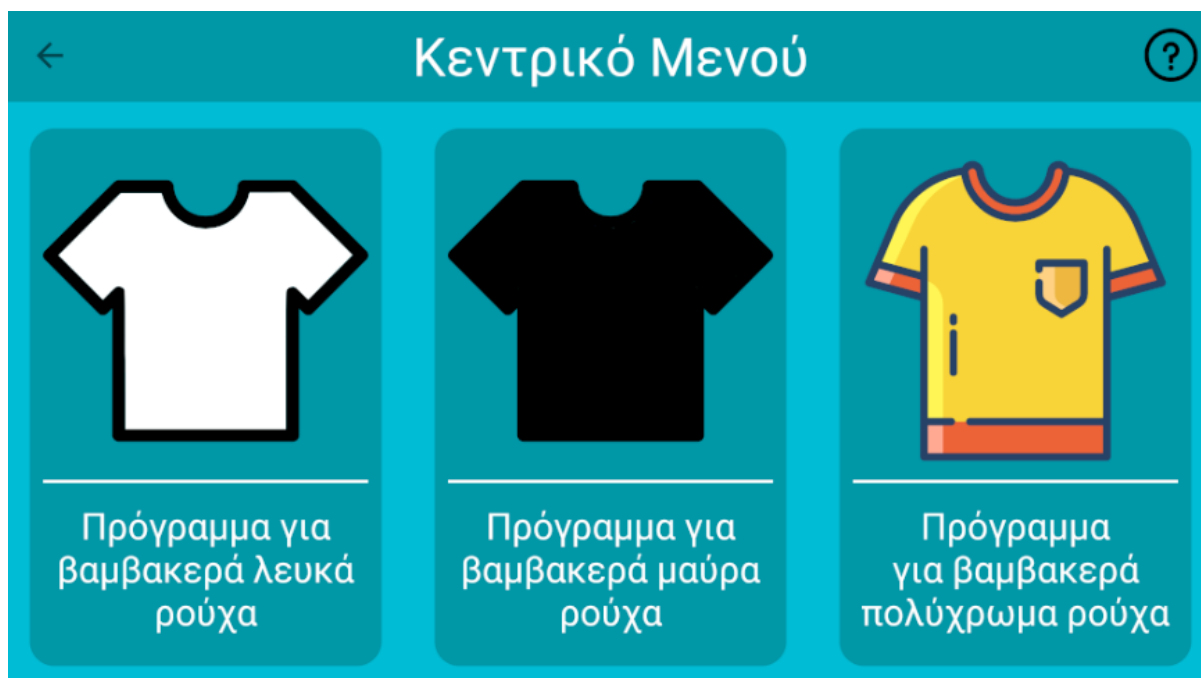 Κεντρικό Μενού
?
Πρόγραμμα για
βαμβακερά λευκά
ρούχα
Πρόγραμμα για
βαμβακερά μαύρα
ρούχα
Πρόγραμμα
για βαμβακερά
πολύχρωμα ρούχα